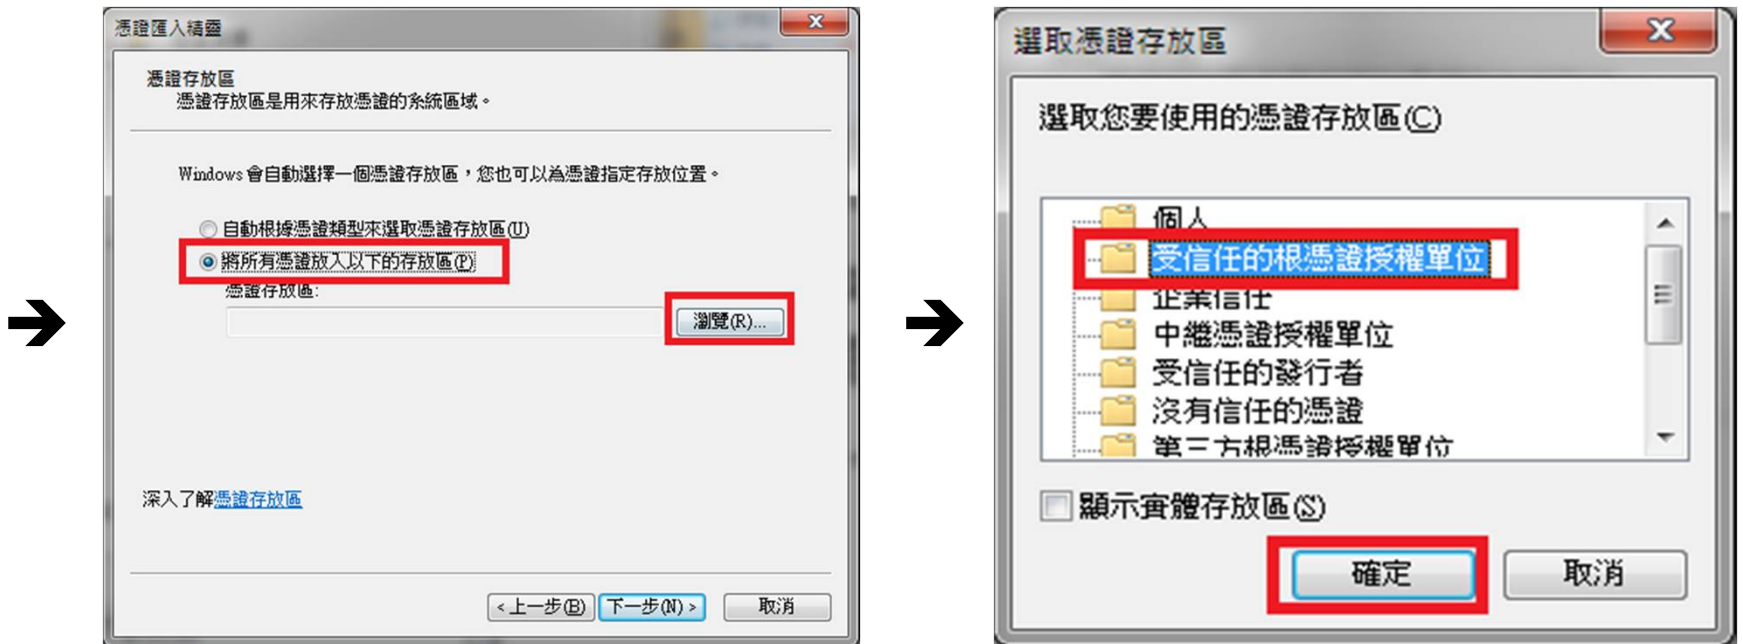 憑證匯入精靈
憑證存放區
憑證存放區是用來存放憑證的系統區域。
Windows 會自動選擇一個憑證存放區，您也可以為憑證指定存放位置。
自動根據憑證類型來選取憑證存放區(U)
將所有憑證放入以下的存放區(P)
憑證存放區:
瀏覽(R)...
深入了解憑證存放區
<上一步(B)
下一步(N) >
取消
選取憑證存放區
選取您要使用的憑證存放區(C)
個人
受信任的根憑證授權單位
企業信任
中繼憑證授權單位
受信任的發行者
沒有信任的憑證
第三方根憑證授權單位
顯示實體存放區(S)
確定
取消